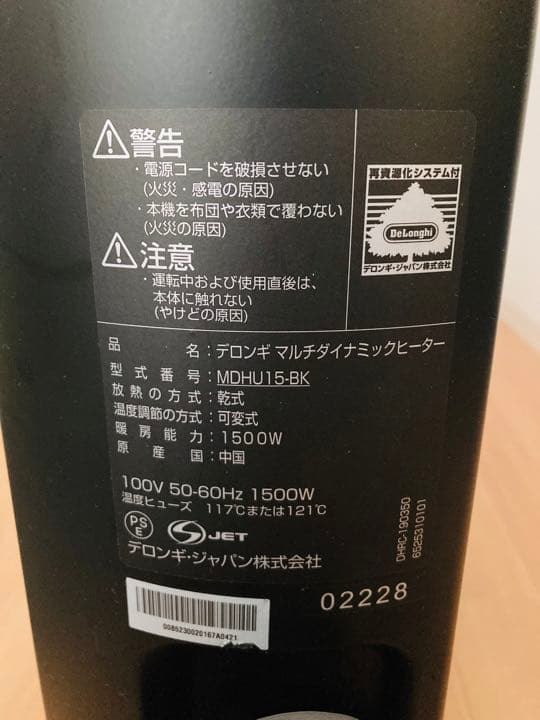 警告
・電源コードを破損させない
(火災・感電の原因)
・本機を布団や衣類で覆わない
(火災の原因)
注意
・運転中および使用直後は、
本体に触れない
(やけどの原因)
再資源化システム付
DeLonghi
デロンギ・ジャパン株式会社
品名：デロンギ マルチダイナミックヒーター
型式番号：MDHU15-BK
放熱の方式：乾式
温度調節の方式：可変式
暖房能力：1500W
原産国：中国
100V 50-60Hz 1500W
温度ヒューズ 117℃または121℃
PS
E
S JET
デロンギ・ジャパン株式会社
DHRC-190350
6525310101
02228
0085230020167A0421